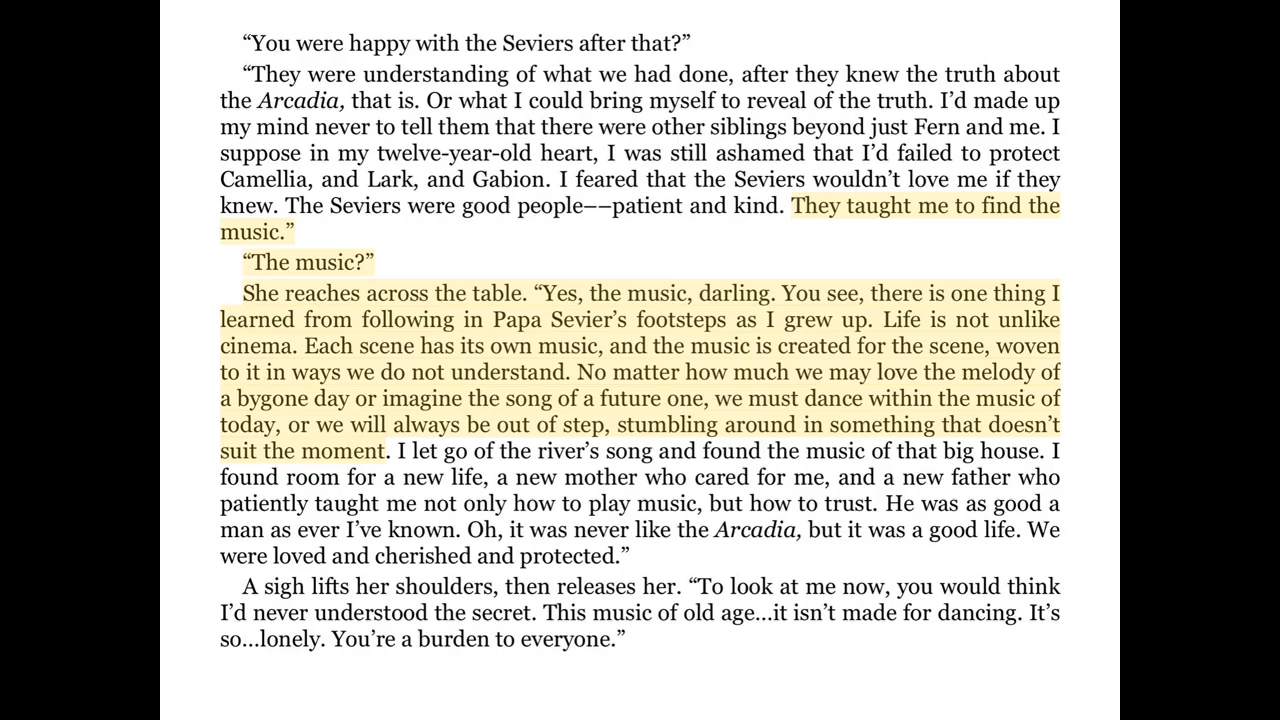 “You were happy with the Seviers after that?”
“They were understanding of what we had done, after they knew the truth about
the Arcadia, that is. Or what I could bring myself to reveal of the truth. I’d made up
my mind never to tell them that there were other siblings beyond just Fern and me. I
suppose in my twelve-year-old heart, I was still ashamed that I’d failed to protect
Camellia, and Lark, and Gabion. I feared that the Seviers wouldn’t love me if they
knew. The Seviers were good people––patient and kind. They taught me to find the
music.”
“The music?”
She reaches across the table. “Yes, the music, darling. You see, there is one thing I
learned from following in Papa Sevier’s footsteps as I grew up. Life is not unlike
cinema. Each scene has its own music, and the music is created for the scene, woven
to it in ways we do not understand. No matter how much we may love the melody of
a bygone day or imagine the song of a future one, we must dance within the music of
today, or we will always be out of step, stumbling around in something that doesn’t
suit the moment. I let go of the river’s song and found the music of that big house. I
found room for a new life, a new mother who cared for me, and a new father who
patiently taught me not only how to play music, but how to trust. He was as good a
man as ever I’ve known. Oh, it was never like the Arcadia, but it was a good life. We
were loved and cherished and protected.”
A sigh lifts her shoulders, then releases her. “To look at me now, you would think
I’d never understood the secret. This music of old age…it isn’t made for dancing. It’s
so…lonely. You’re a burden to everyone.”